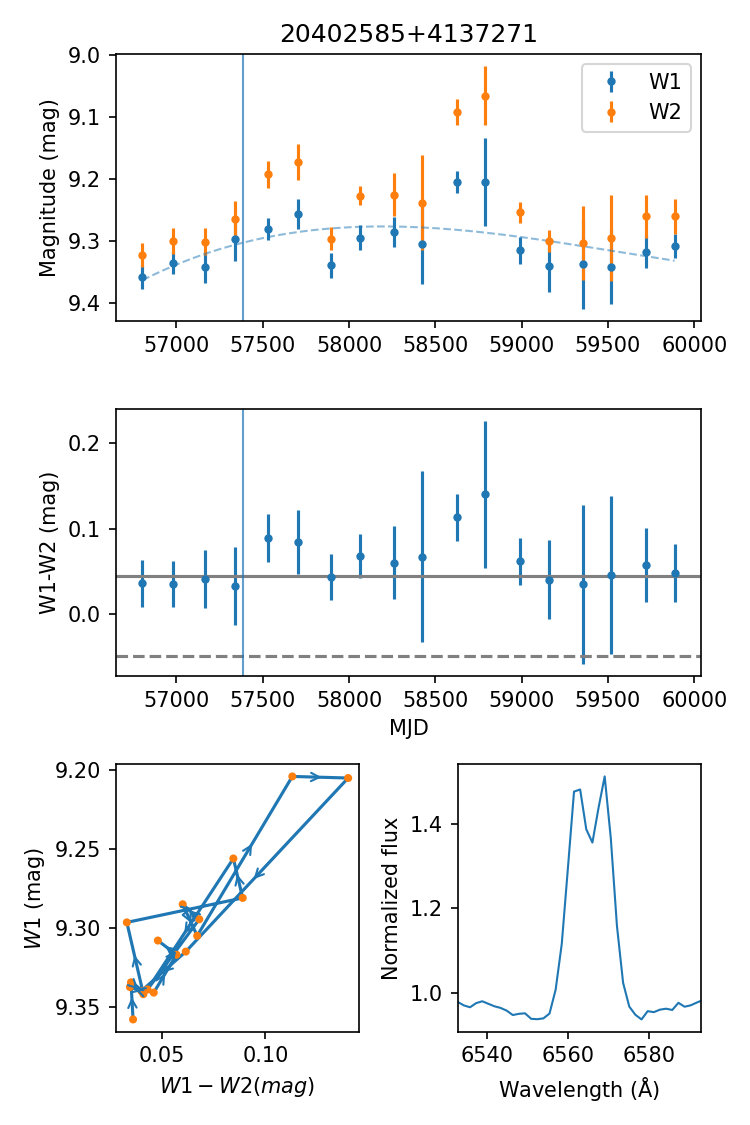 20402585+4137271
Magnitude (mag)
9.0
9.1
9.2
9.3
9.4
W1
W2
57000 57500 58000 58500 59000 59500 60000
W1-W2 (mag)
0.2
0.1
0.0
57000 57500 58000 58500 59000 59500 60000
MJD
W1 (mag)
9.20
9.25
9.30
9.35
0.05 0.10
W1 − W2(mag)
Normalized flux
1.4
1.2
1.0
6540 6560 6580
Wavelength (Å)